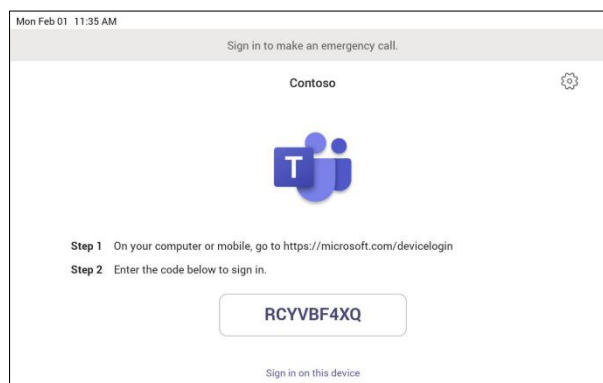 Mon Feb 01 11:35 AM
Sign in to make an emergency call.
Contoso
T
Step 1 On your computer or mobile, go to https://microsoft.com/devicelogin
Step 2 Enter the code below to sign in.
RCYVBF4XQ
Sign in on this device